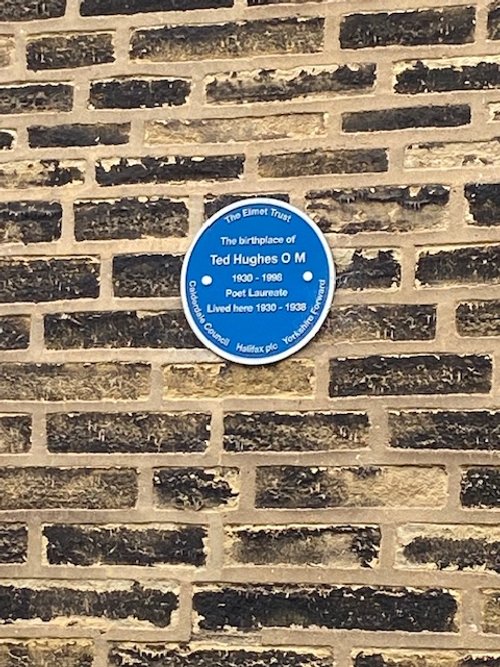 The Elmet Trust
The birthplace of
Ted Hughes O M
1930 - 1998
Poet Laureate
Lived here 1930 - 1938
Calderdale Council
Halifax plc
Yorkshire Forward